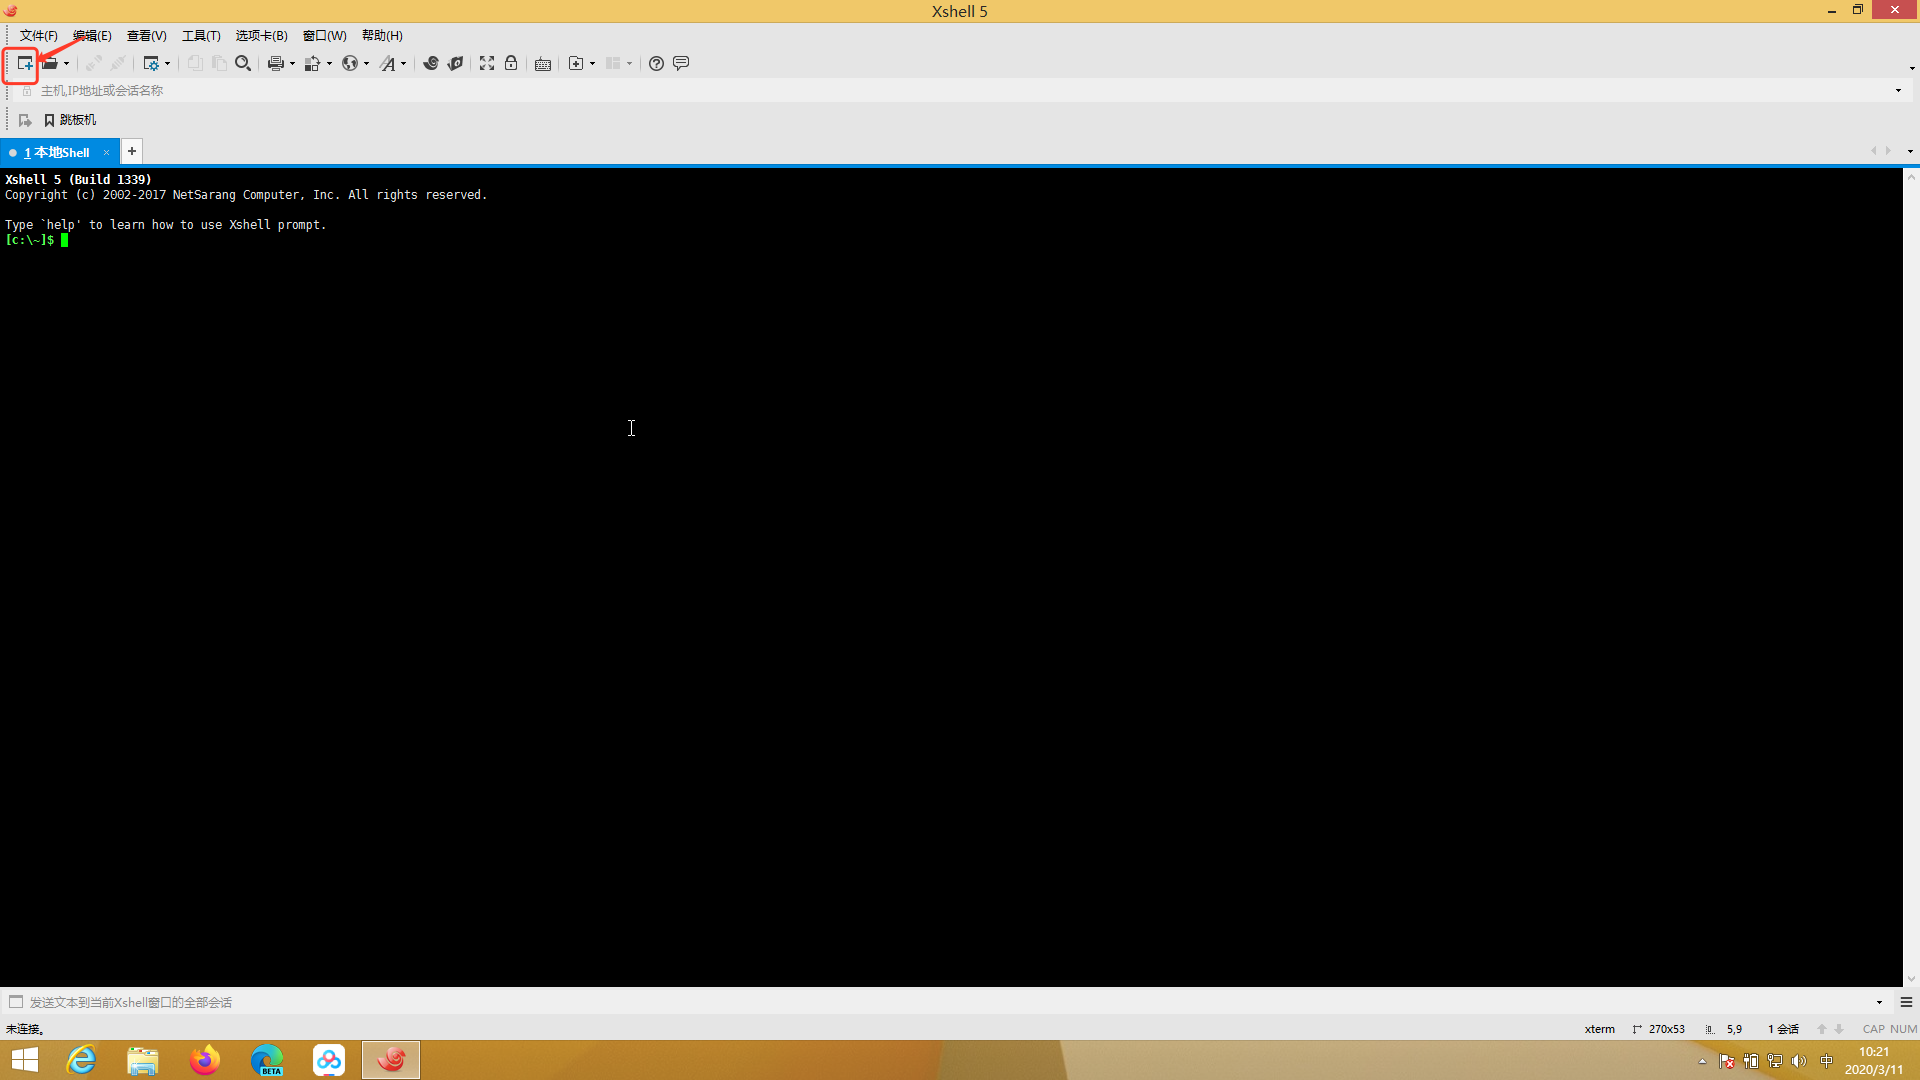 Xshell 5
文件(F) 编辑(E) 查看(V) 工具(T) 选项卡(B) 窗口(W) 帮助(H)
主机,IP地址或会话名称
跳板机
1 本地Shell × +
Xshell 5 (Build 1339)
Copyright (c) 2002-2017 NetSarang Computer, Inc. All rights reserved.
Type `help' to learn how to use Xshell prompt.
[c:\~]$
发送文本到当前Xshell窗口的全部会话
未连接。 xterm 270x53 5,9 1 会话 CAP NUM
BETA
中
10:21
2020/3/11